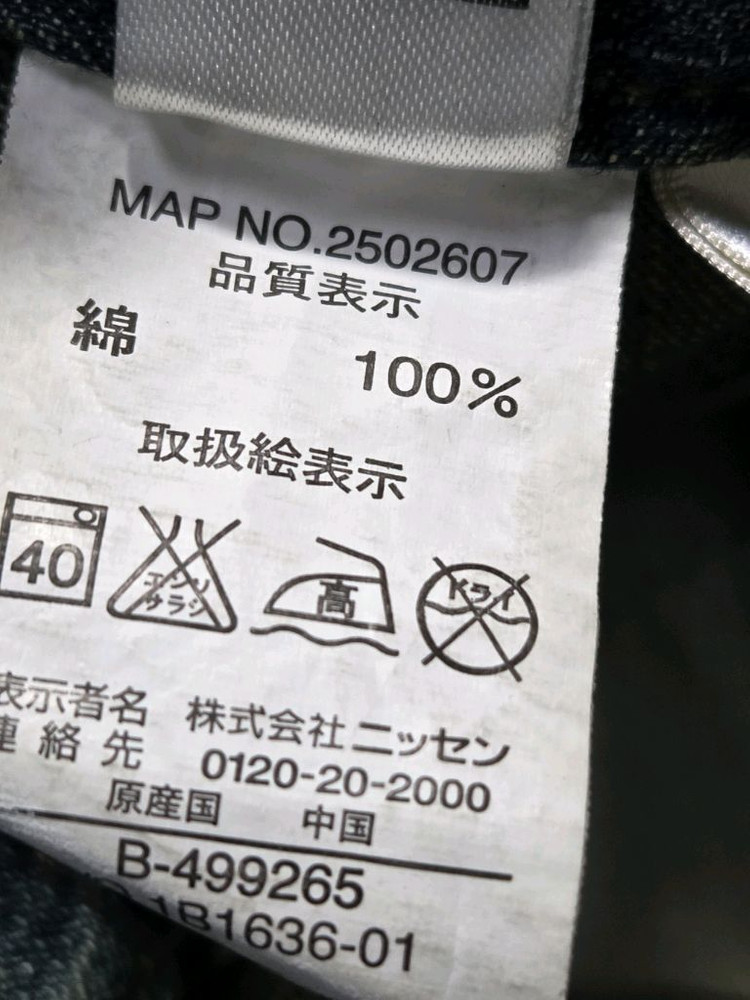 MAP NO.2502607
品質表示
綿 100%
取扱絵表示
40 エンソ サラシ 高 ドライ
表示者名 株式会社ニッセン
連絡先 0120-20-2000
原産国 中国
B-499265
1B1636-01